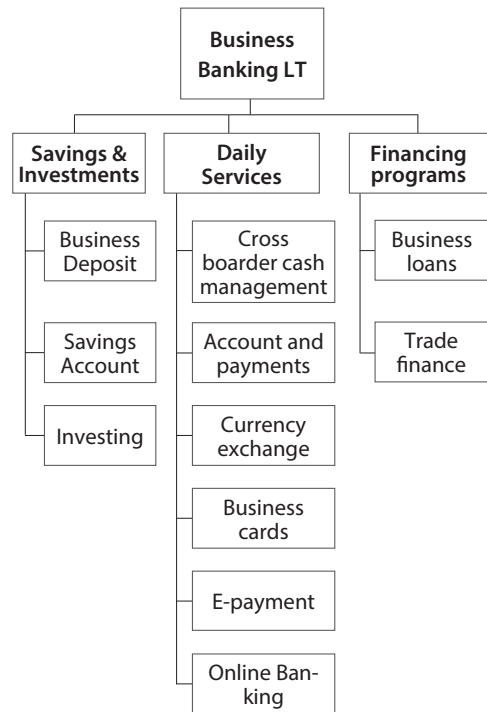 Business
Banking LT
Savings &
Investments
Daily
Services
Financing
programs
Business
Deposit
Savings
Account
Investing
Cross
boarder cash
management
Account and
payments
Currency
exchange
Business
cards
E-payment
Online Ban-
king
Business
loans
Trade
finance